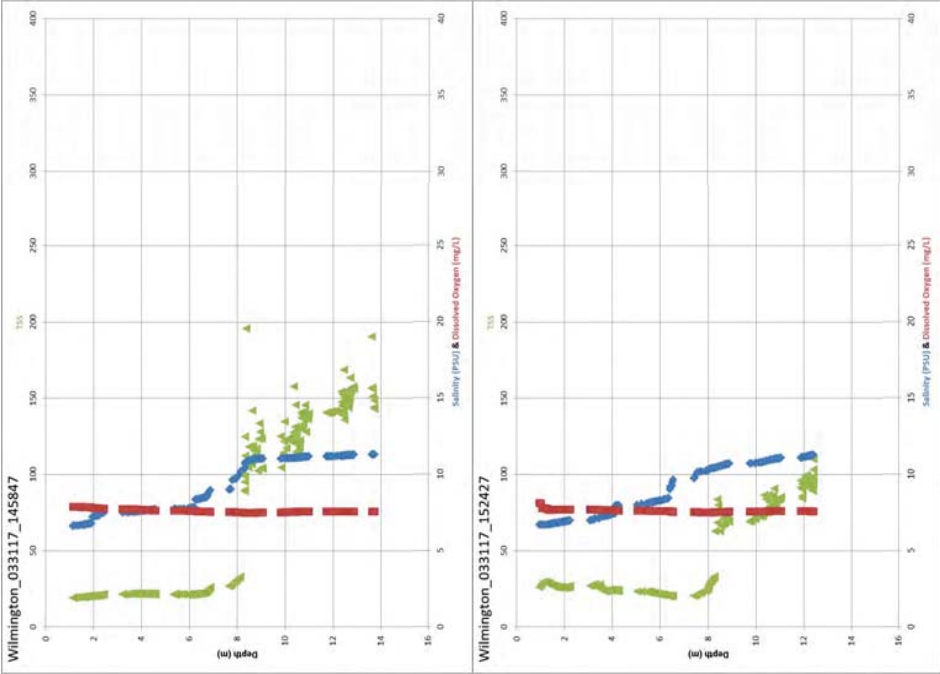 Wilmington_033117_145847
TSS
0 50 100 150 200 250 300 350 400
0
2
4
6
8
10
12
14
16
Depth (m)
0 5 10 15 20 25 30 35 40
Salinity (PSU) & Dissolved Oxygen (mg/L)
Wilmington_033117_152427
TSS
0 50 100 150 200 250 300 350 400
0
2
4
6
8
10
12
14
16
Depth (m)
0 5 10 15 20 25 30 35 40
Salinity (PSU) & Dissolved Oxygen (mg/L)